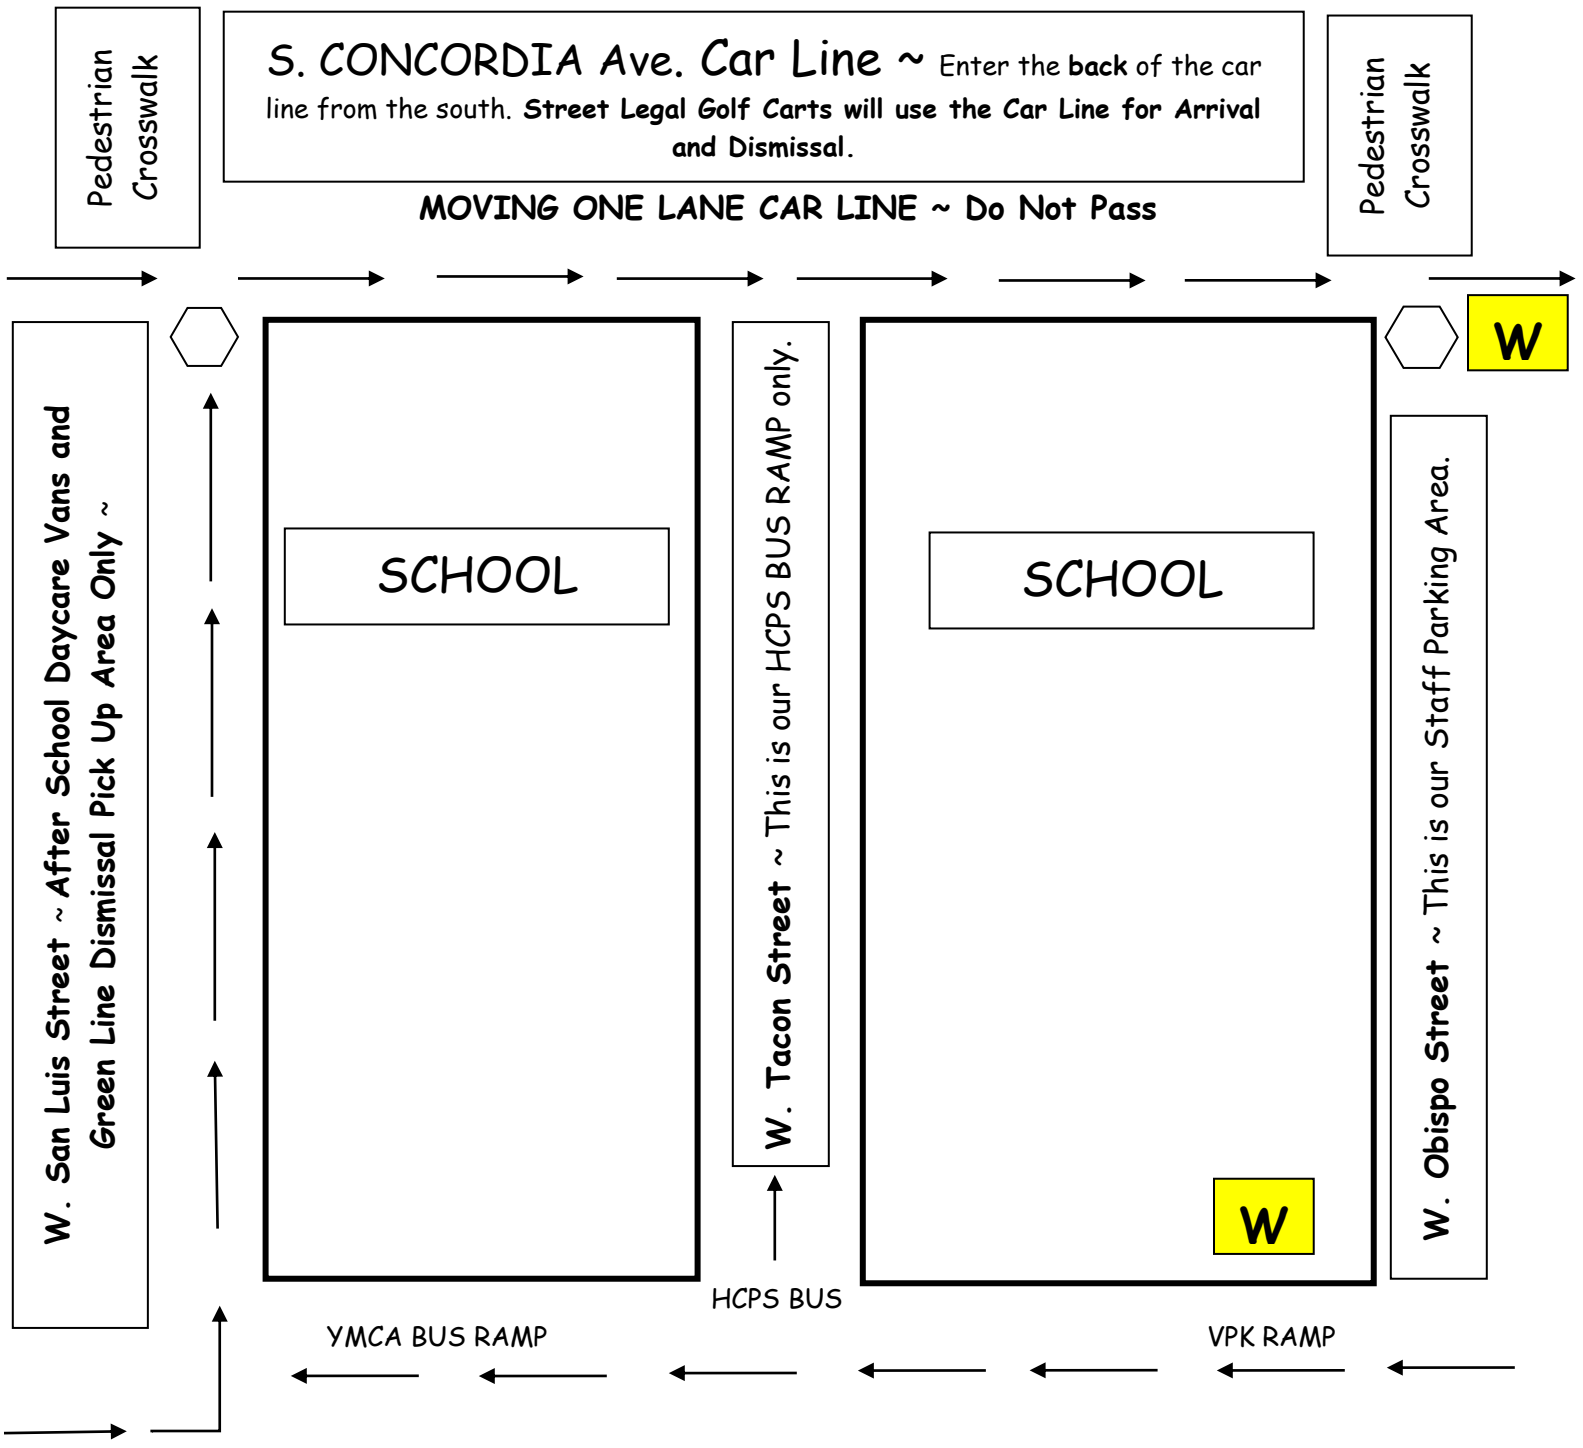 Pedestrian
Crosswalk
S. CONCORDIA Ave. Car Line ~ Enter the back of the car
line from the south. Street Legal Golf Carts will use the Car Line for Arrival
and Dismissal.
Pedestrian
Crosswalk
MOVING ONE LANE CAR LINE ~ Do Not Pass
W. San Luis Street ~ After School Daycare Vans and
Green Line Dismissal Pick Up Area Only ~
SCHOOL
W. Tacon Street ~ This is our HCPS BUS RAMP only.
SCHOOL
W
W. Obispo Street ~ This is our Staff Parking Area.
W
HCPS BUS
YMCA BUS RAMP
VPK RAMP